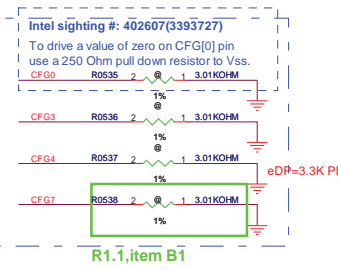 Intel sighting #: 402607(3393727)
To drive a value of zero on CFG[0] pin
use a 250 Ohm pull down resistor to Vss.
CFG0 R0535 2 @ 1 3.01KOHM
1%
CFG3 R0536 2 @ 1 3.01KOHM
1%
CFG4 R0537 2 @ 1 3.01KOHM
1%
eDP=3.3K
CFG7 R0538 2 @ 1 3.01KOHM
1%
R1.1,item B1